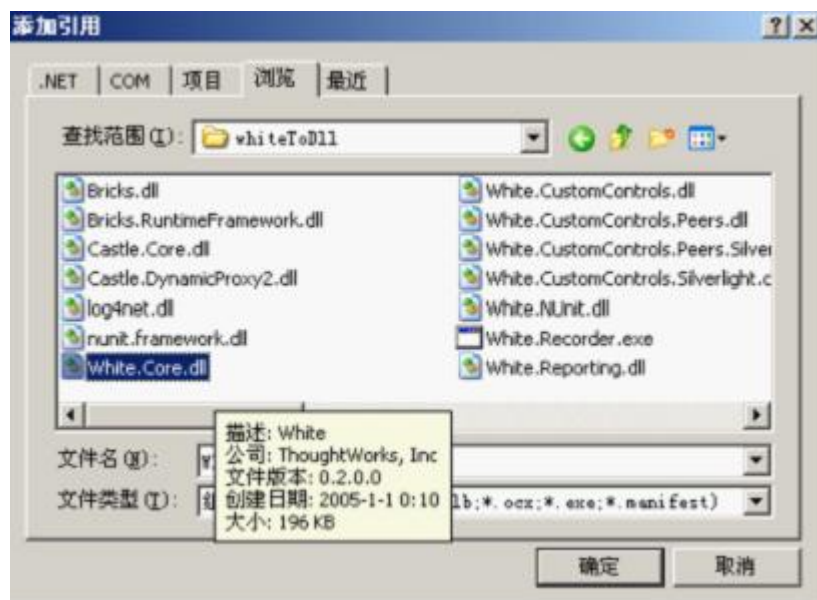 添加引用
.NET COM 项目 浏览 最近
查找范围(I): whiteToDll
Bricks.dll
Bricks.RuntimeFramework.dll
Castle.Core.dll
Castle.DynamicProxy2.dll
log4net.dll
nunit.framework.dll
White.Core.dll
White.CustomControls.dll
White.CustomControls.Peers.dll
White.CustomControls.Peers.Silver
White.CustomControls.Silverlight.c
White.NUnit.dll
White.Recorder.exe
White.Reporting.dll
描述: White
公司: ThoughtWorks, Inc
文件版本: 0.2.0.0
创建日期: 2005-1-1 0:10
大小: 196 KB
文件名(N):
文件类型(T): lb;*.ocx;*.exe;*.manifest)
确定 取消